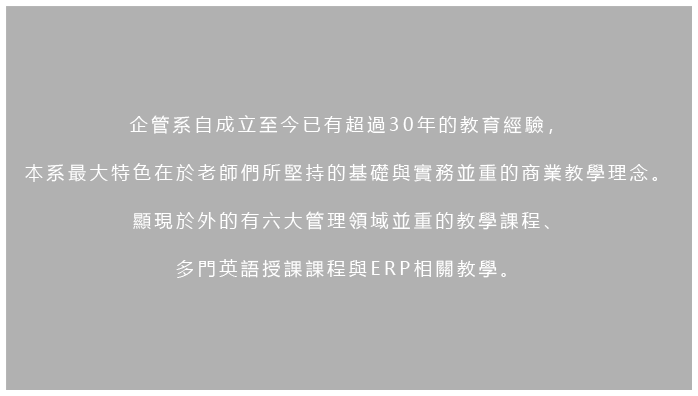 企管系自成立至今已有超過30年的教育經驗，
本系最大特色在於老師們所堅持的基礎與實務並重的商業教學理念。
顯現於外的有六大管理領域並重的教學課程、
多門英語授課課程與ERP相關教學。